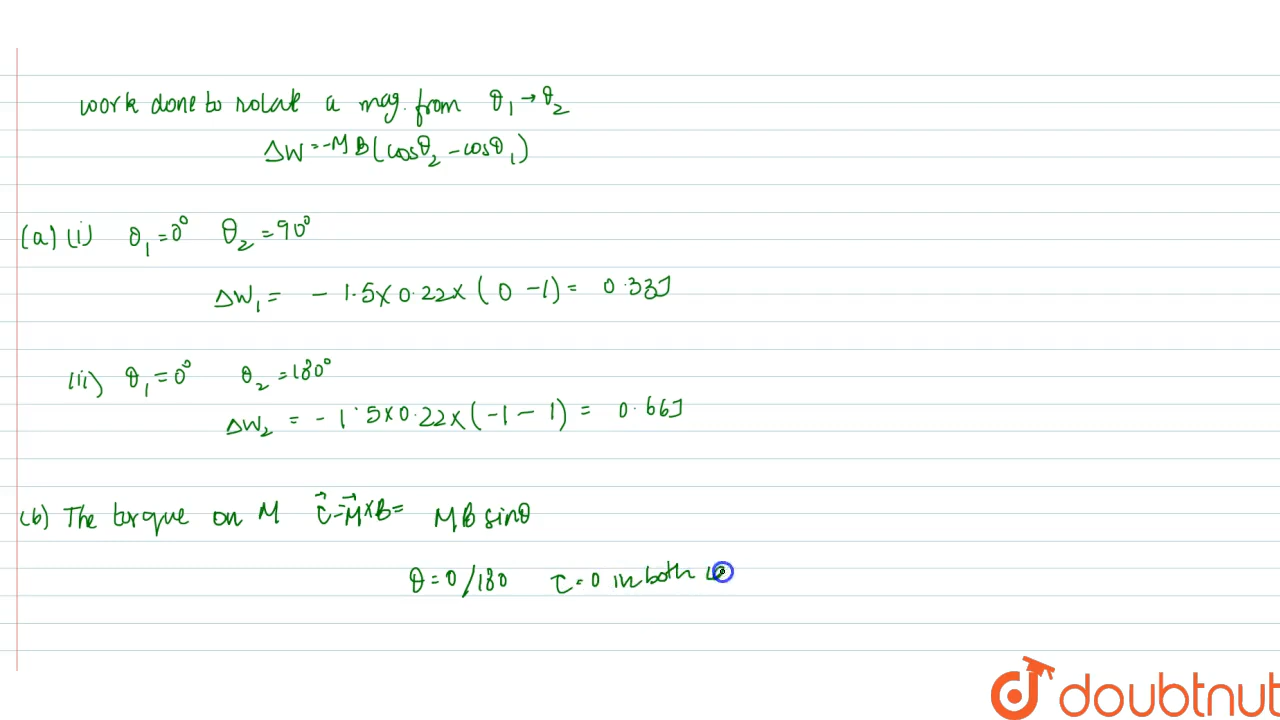 work done to rotate a mag. from θ₁ → θ₂
ΔW = -MB(cosθ₂ - cosθ₁)
(a) (i) θ₁ = 0° θ₂ = 90°
ΔW₁ = - 1.5 × 0.22 × (0 - 1) = 0.33J
(ii) θ₁ = 0° θ₂ = 180°
ΔW₂ = - 1.5 × 0.22 × (-1 - 1) = 0.66J
(b) The torque on M τ⃗ = M⃗ × B = MB sinθ
θ = 0/180 τ = 0 in both
doubtnut